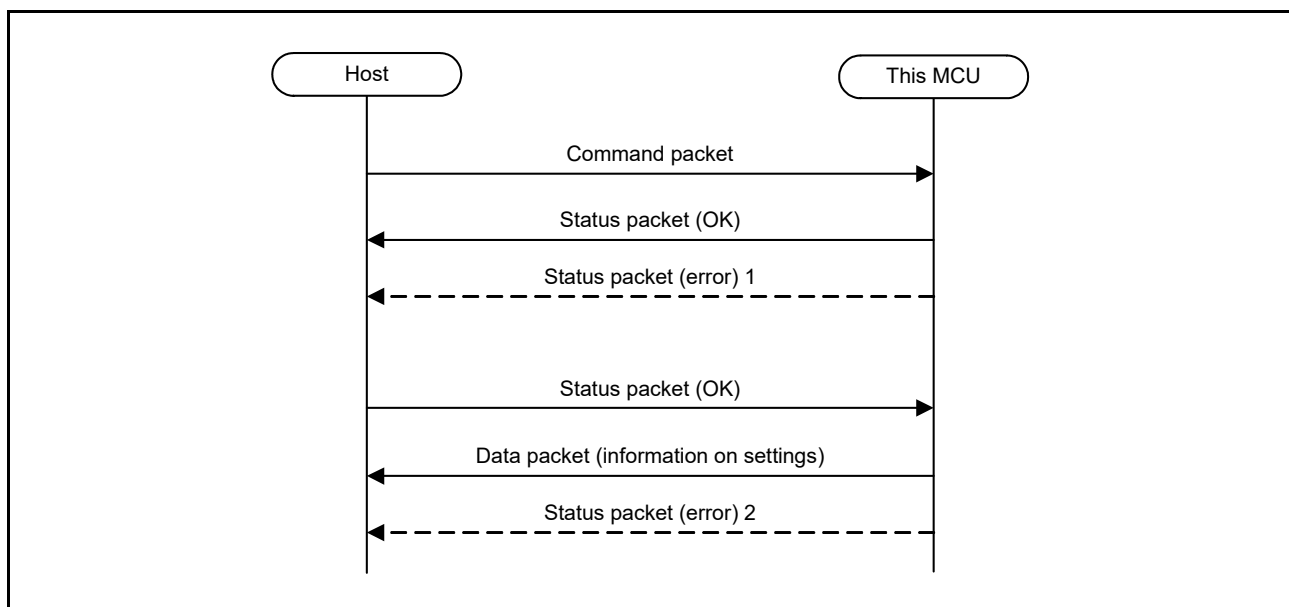 Host
This MCU
Command packet
Status packet (OK)
Status packet (error) 1
Status packet (OK)
Data packet (information on settings)
Status packet (error) 2